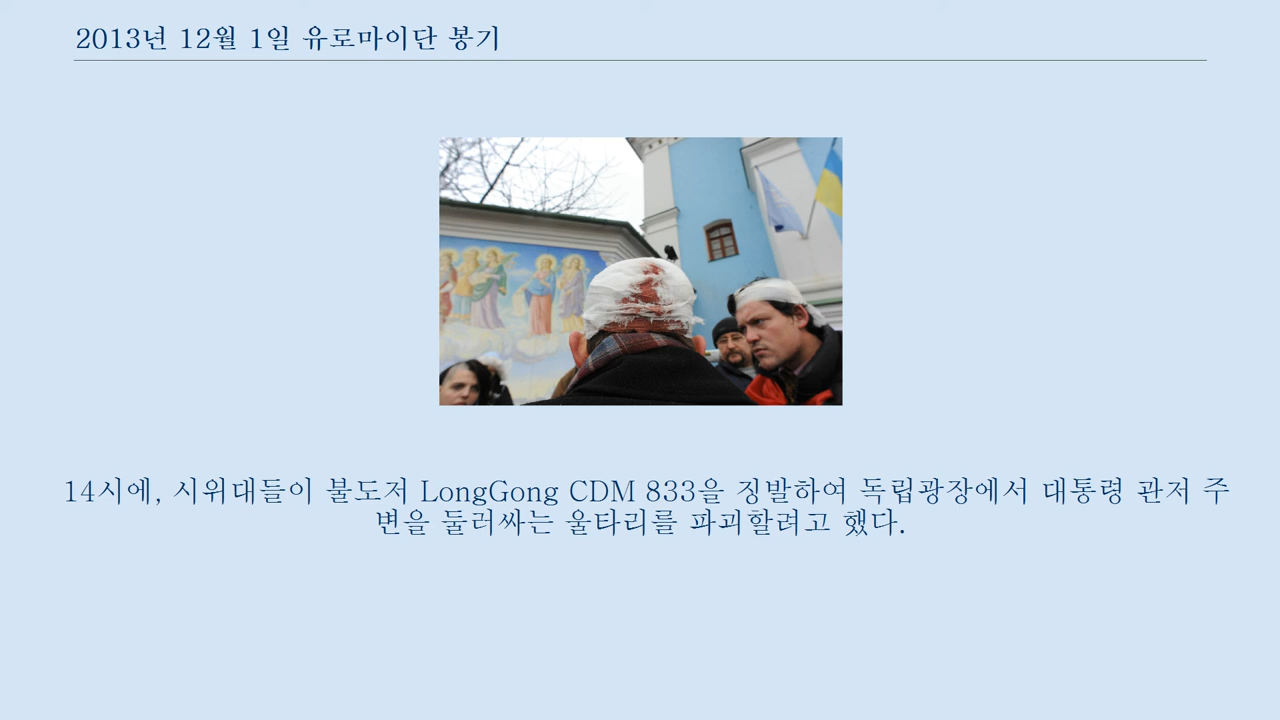 2013년 12월 1일 유로마이단 봉기
14시에, 시위대들이 불도저 LongGong CDM 833을 징발하여 독립광장에서 대통령 관저 주
변을 둘러싸는 울타리를 파괴할려고 했다.